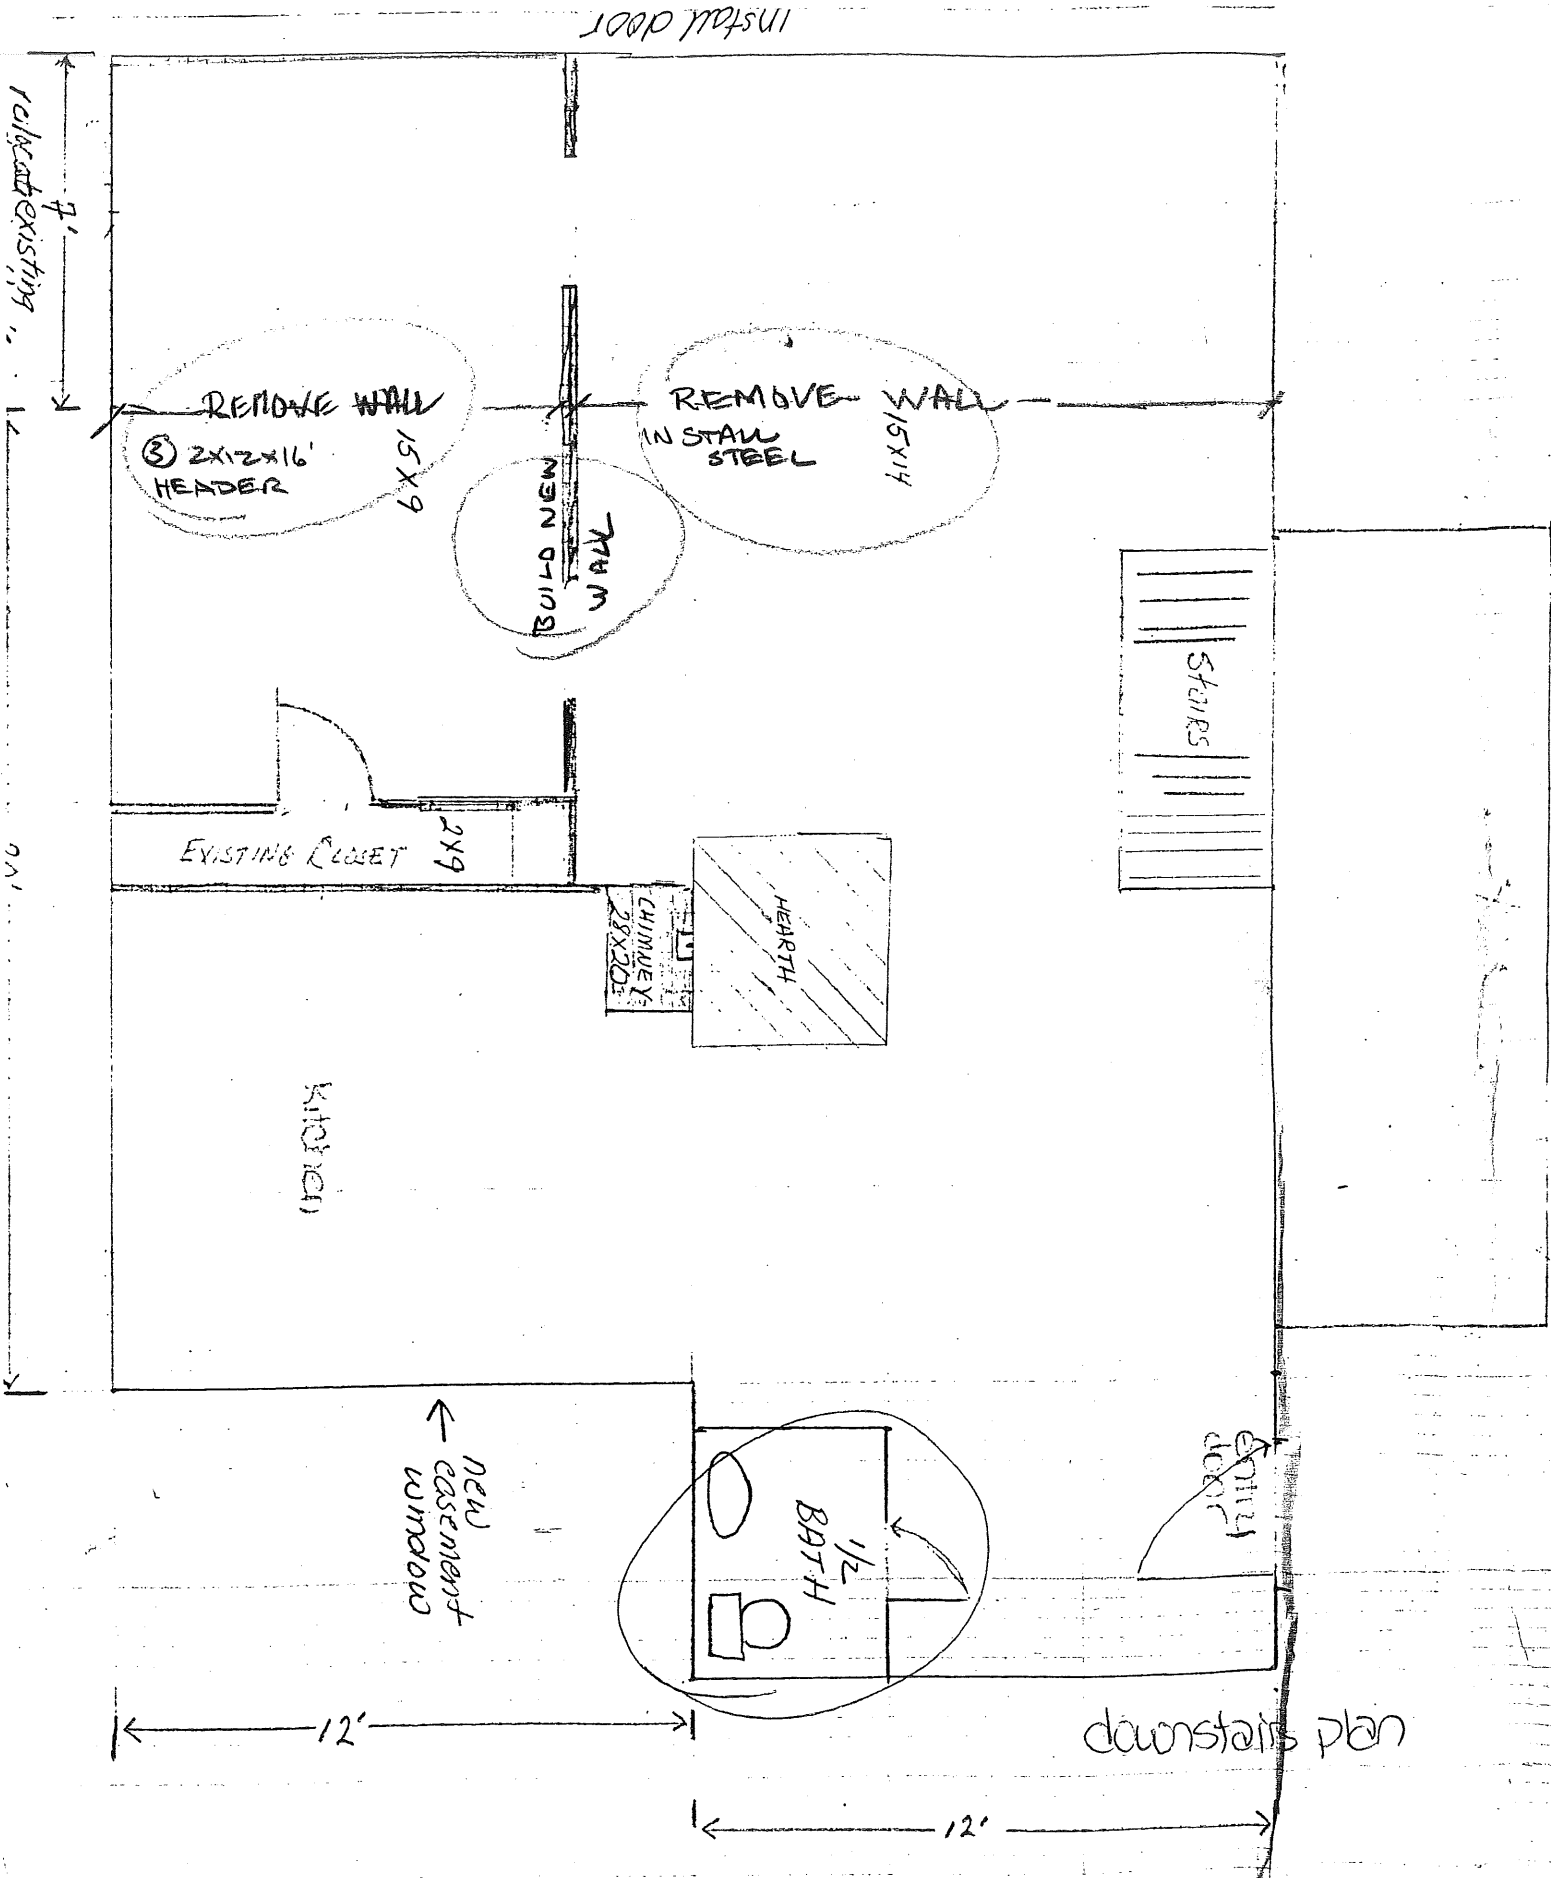 install door
7'
existing
REMOVE WALL
③ 2X12X16'
HEADER
15X9
REMOVE WALL
INSTALL
STEEL
15X14
BUILD NEW
WALL
Stairs
EXISTING CLOSET
2X9
CHIMNEY
28X20
HEARTH
Kitchen
entry
door
1/2
BATH
new
casement
window
12'
downstairs plan
12'